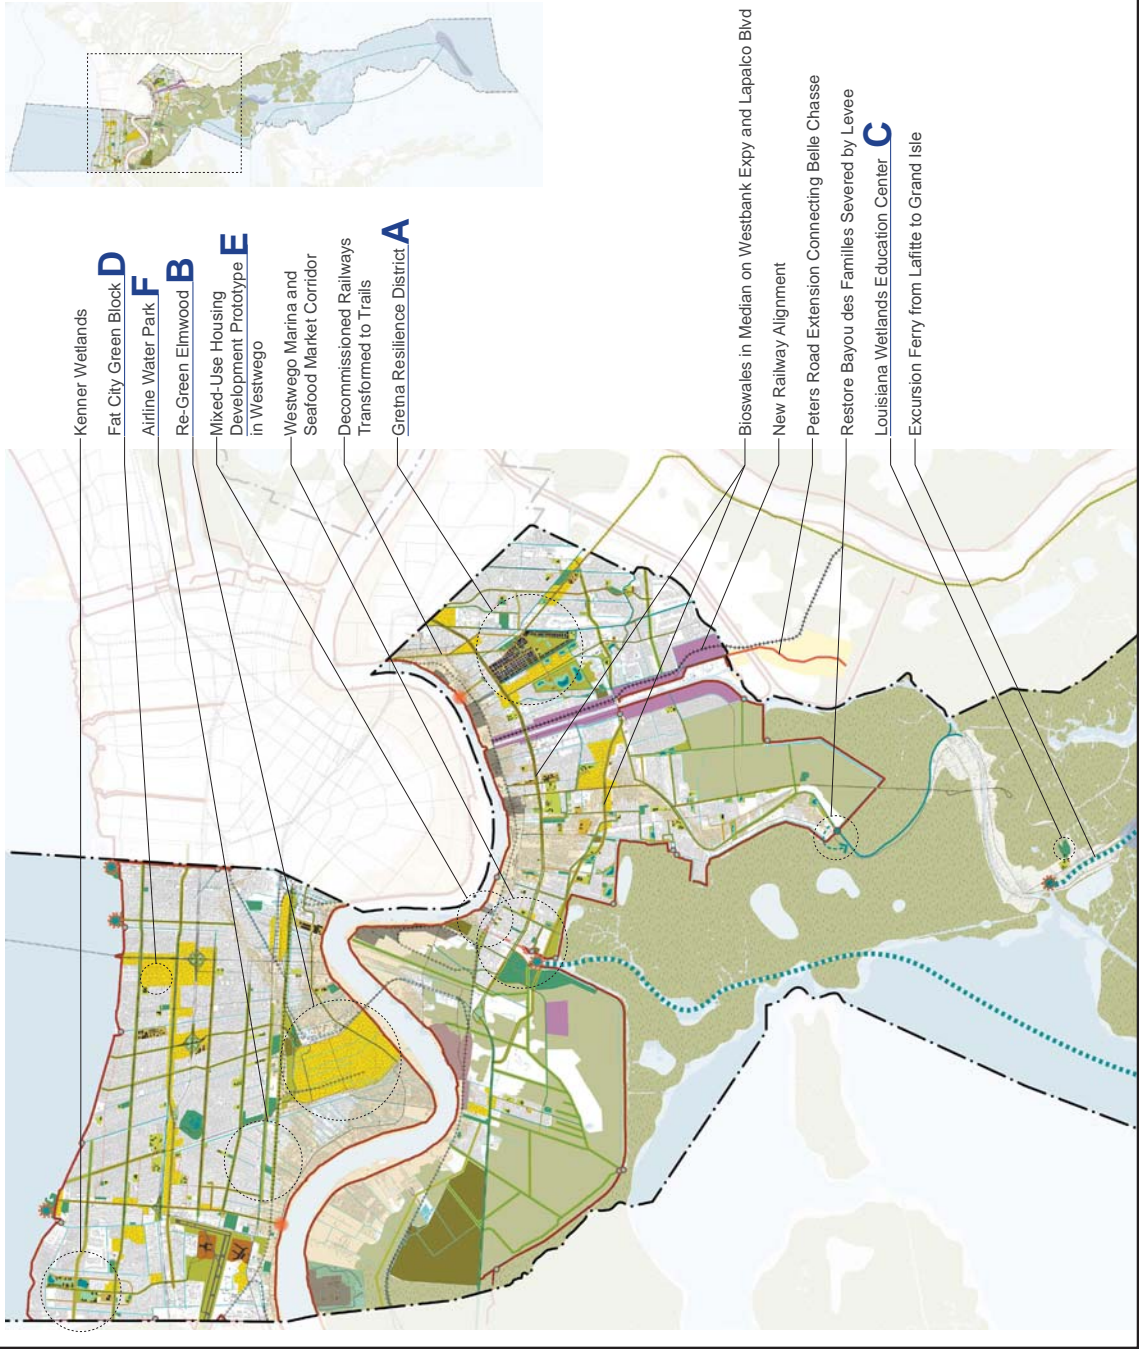 Kenner Wetlands
Fat City Green Block D
Airline Water Park F
Re-Green Elmwood B
Mixed-Use Housing
Development Prototype E
in Westwego
Westwego Marina and
Seafood Market Corridor
Decommissioned Railways
Transformed to Trails
Gretna Resilience District A
Bioswales in Median on Westbank Expy and Lapalco Blvd
New Railway Alignment
Peters Road Extension Connecting Belle Chasse
Restore Bayou des Familles Severed by Levee
Louisiana Wetlands Education Center C
Excursion Ferry from Lafitte to Grand Isle